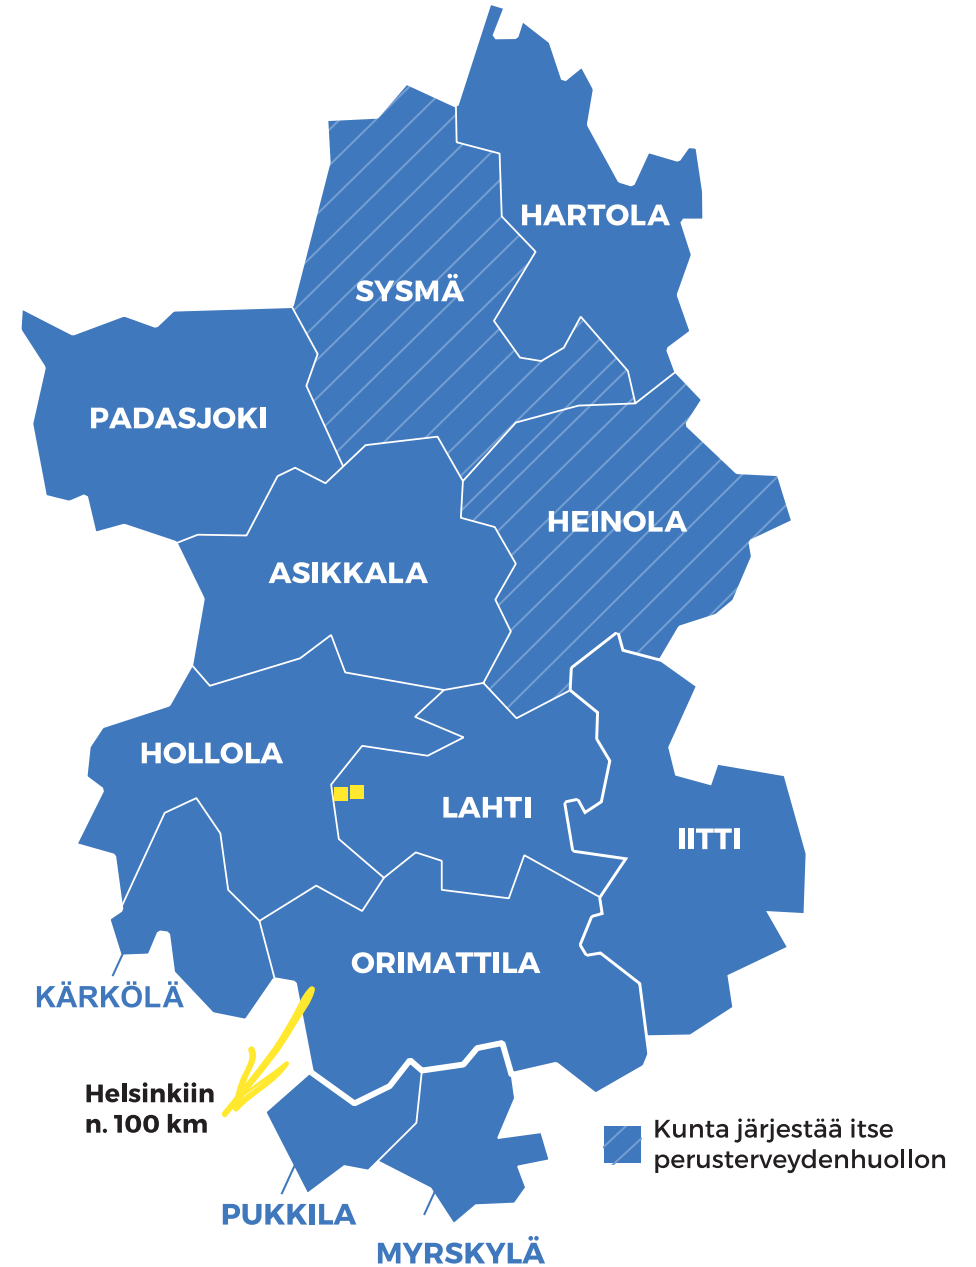 HARTOLA
SYSMÄ
PADASJOKI
HEINOLA
ASIKKALA
HOLLOLA
LAHTI
IITTI
ORIMATTILA
KÄRKÖLÄ
Helsinkiin
n. 100 km
Kunta järjestää itse
perusterveydenhuollon
PUKKILA
MYRSKYLÄ